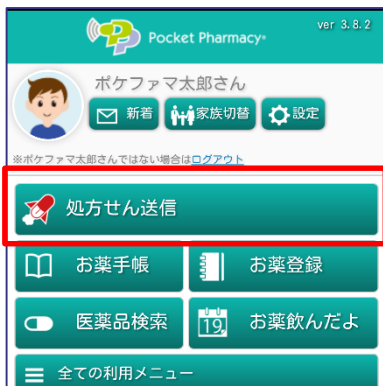 ver 3.8.2
Pocket Pharmacy®
ポケファマ太郎さん
新着 家族切替 設定
※ポケファマ太郎さんではない場合はログアウト
処方せん送信
お薬手帳 お薬登録
医薬品検索 19 お薬飲んだよ
全ての利用メニュー